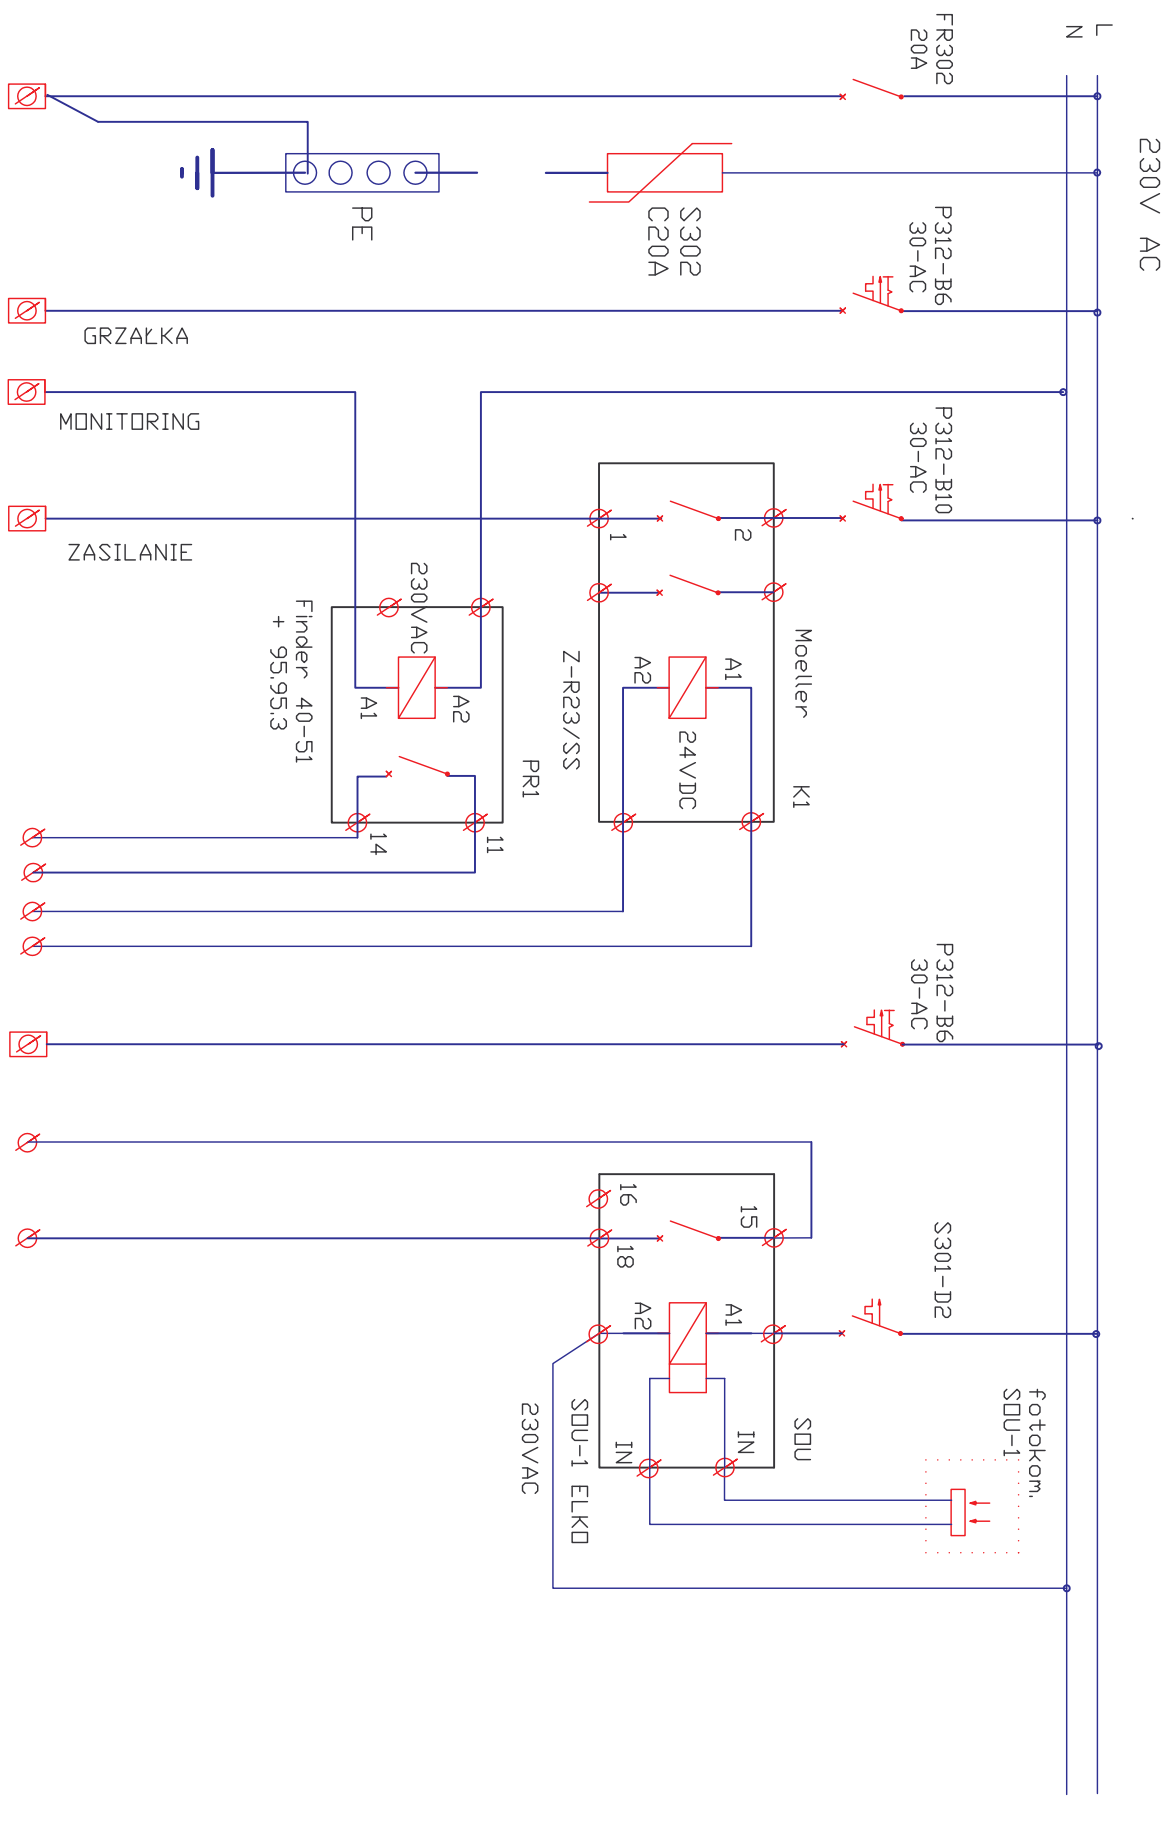 L
N
230V AC
FR302
20A
S302
C20A
PE
P312-B6
30-AC
GRZAŁKA
MONITORING
P312-B10
30-AC
ZASILANIE
1
2
Moeller
K1
A1
A2
24VDC
Z-R23/SS
230VAC
A1
A2
Finder 40-51
+ 95.95.3
PR1
14
11
P312-B6
30-AC
16
15
18
S301-D2
A1
A2
SOU
IN
IN
SOU-1 ELKO
230VAC
fotokom.
SOU-1